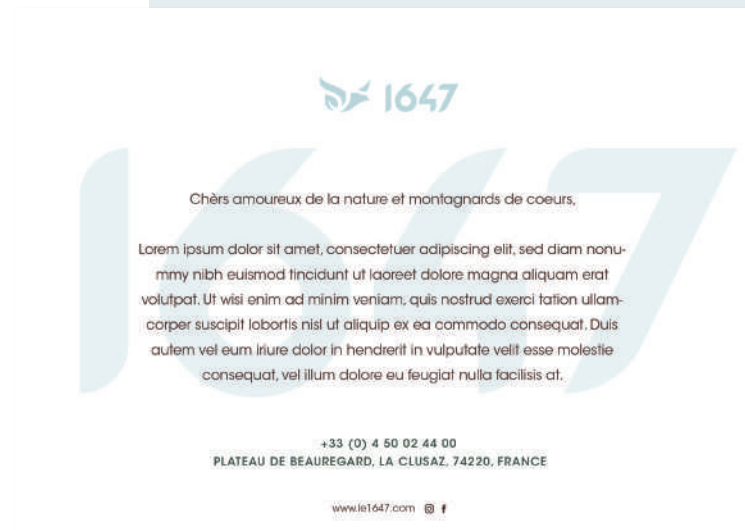 1647
Chèrs amoureux de la nature et montagnards de coeurs,
Lorem ipsum dolor sit amet, consectetuer adipiscing elit, sed diam nonu-
mmy nibh euismod tincidunt ut laoreet dolore magna aliquam erat
volutpat. Ut wisi enim ad minim veniam, quis nostrud exerci tation ullam-
corper suscipit lobortis nisl ut aliquip ex ea commodo consequat. Duis
autem vel eum iriure dolor in hendrerit in vulputate velit esse molestie
consequat, vel illum dolore eu feugiat nulla facilisis at.
1647
+33 (0) 4 50 02 44 00
PLATEAU DE BEAUREGARD, LA CLUSAZ, 74220, FRANCE
www.le1647.com